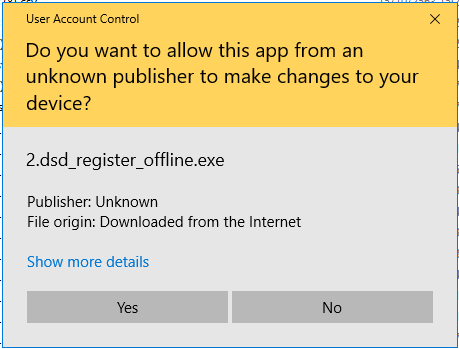 User Account Control
Do you want to allow this app from an
unknown publisher to make changes to your
device?
2.dsd_register_offline.exe
Publisher: Unknown
File origin: Downloaded from the Internet
Show more details
Yes
No